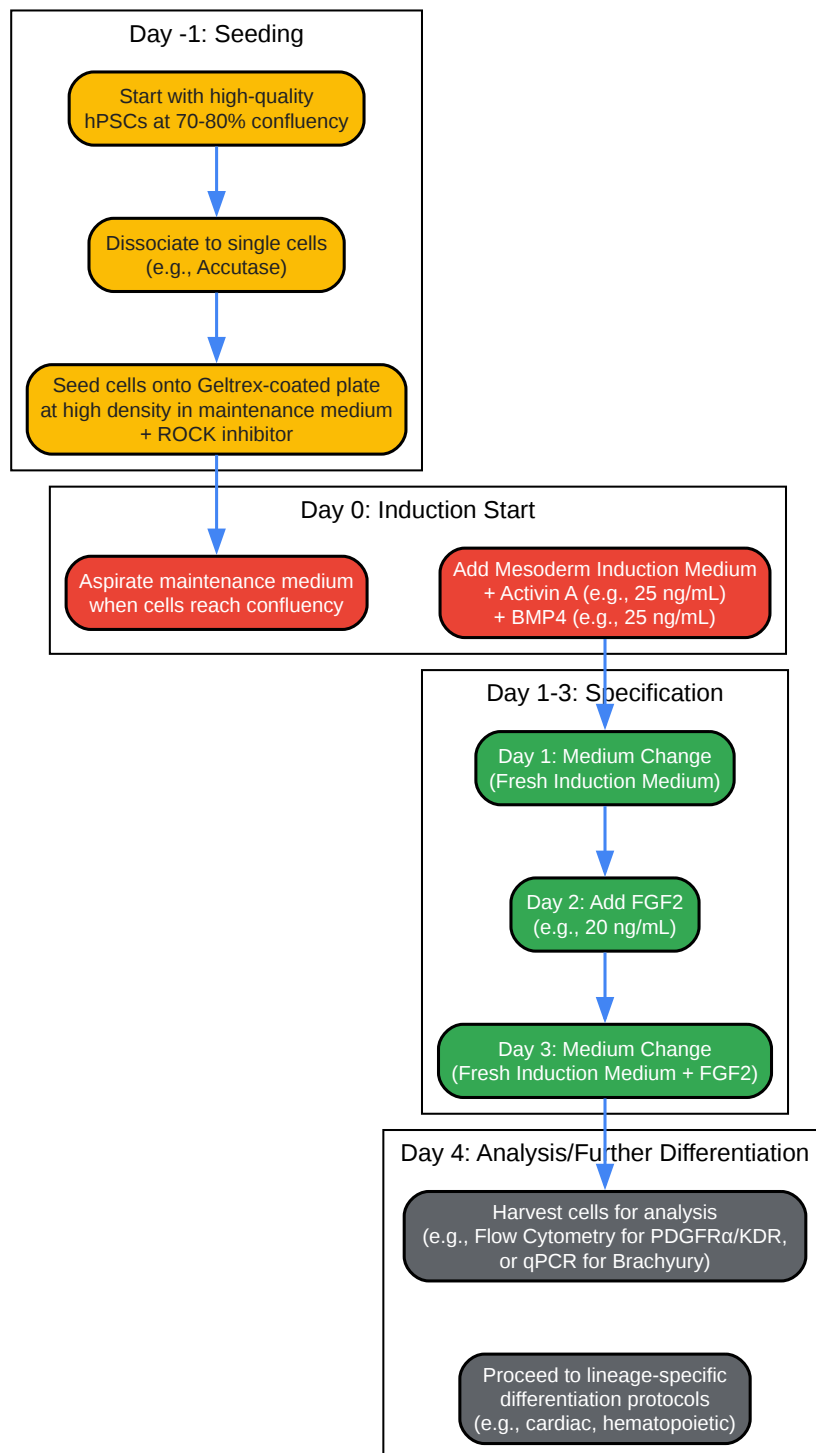 Day -1: Seeding
Start with high-quality
hPSCs at 70-80% confluency
Dissociate to single cells
(e.g., Accutase)
Seed cells onto Geltrex-coated plate
at high density in maintenance medium
+ ROCK inhibitor
Day 0: Induction Start
Aspirate maintenance medium
when cells reach confluency
Add Mesoderm Induction Medium
+ Activin A (e.g., 25 ng/mL)
+ BMP4 (e.g., 25 ng/mL)
Day 1-3: Specification
Day 1: Medium Change
(Fresh Induction Medium)
Day 2: Add FGF2
(e.g., 20 ng/mL)
Day 3: Medium Change
(Fresh Induction Medium + FGF2)
Day 4: Analysis/Further Differentiation
Harvest cells for analysis
(e.g., Flow Cytometry for PDGFRα/KDR,
or qPCR for Brachyury)
Proceed to lineage-specific
differentiation protocols
(e.g., cardiac, hematopoietic)